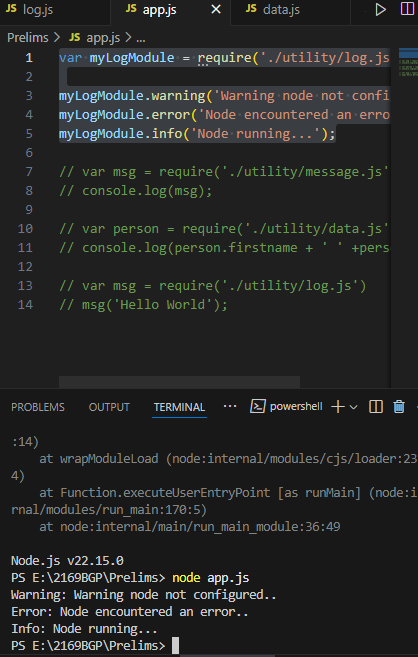 JS log.js JS app.js × JS data.js
Prelims > JS app.js > ...
1 var myLogModule = require('./utility/log.js
2
3 myLogModule.warning('Warning node not confi
4 myLogModule.error('Node encountered an erro
5 myLogModule.info('Node running...');
6
7 // var msg = require('./utility/message.js'
8 // console.log(msg);
9
10 // var person = require('./utility/data.js'
11 // console.log(person.firstname + ' ' +pers
12
13 // var msg = require('./utility/log.js')
14 // msg('Hello World');
PROBLEMS OUTPUT TERMINAL ... powershell
:14)
at wrapModuleLoad (node:internal/modules/cjs/loader:23
4)
at Function.executeUserEntryPoint [as runMain] (node:i
rnal/modules/run_main:170:5)
at node:internal/main/run_main_module:36:49
Node.js v22.15.0
PS E:\2169BGP\Prelims> node app.js
Warning: Warning node not configured..
Error: Node encountered an error..
Info: Node running...
PS E:\2169BGP\Prelims>